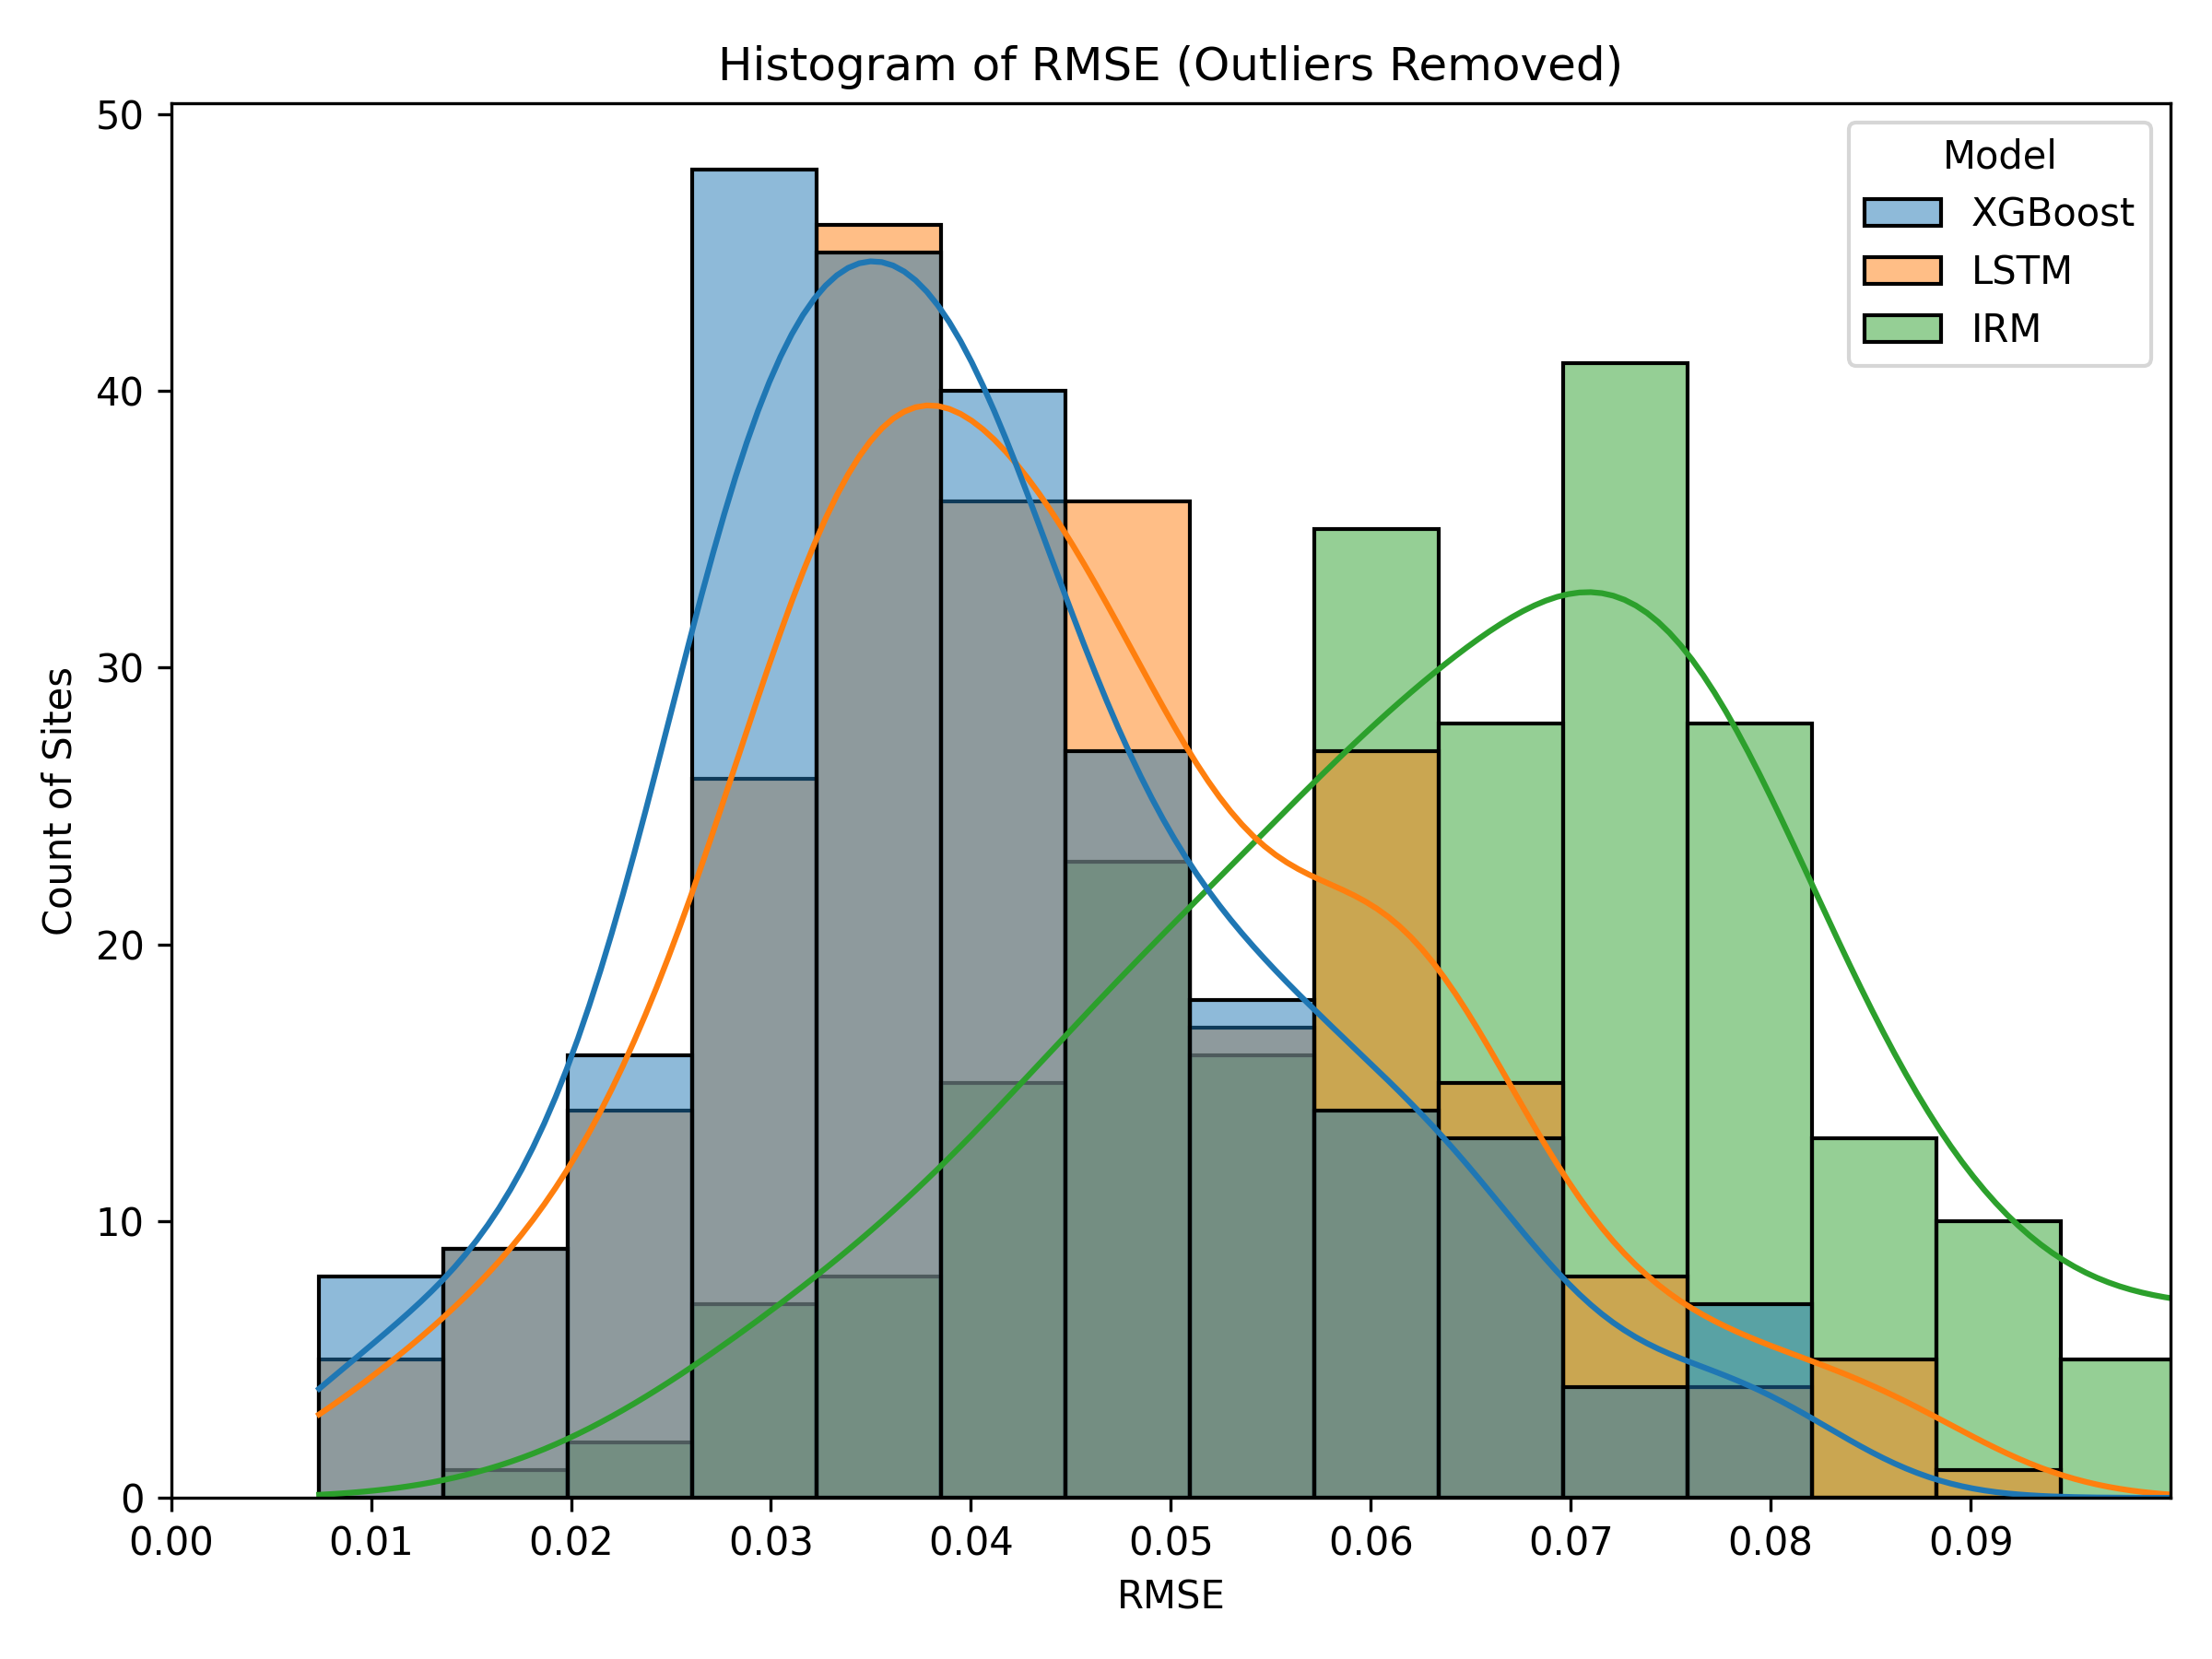 Histogram of RMSE (Outliers Removed)
Model
XGBoost
LSTM
IRM
Count of Sites
50
40
30
20
10
0
0.00 0.01 0.02 0.03 0.04 0.05 0.06 0.07 0.08 0.09
RMSE